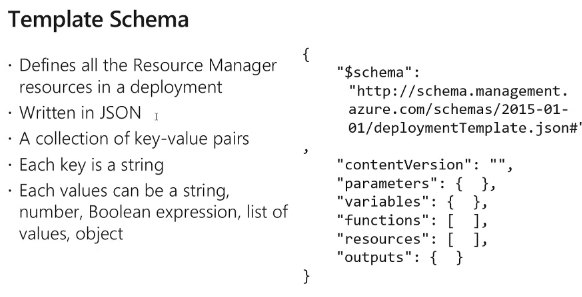 Template Schema
· Defines all the Resource Manager
resources in a deployment
· Written in JSON
· A collection of key-value pairs
· Each key is a string
· Each values can be a string,
number, Boolean expression, list of
values, object
{
"$schema":
"http://schema.management.
azure.com/schemas/2015-01-
01/deploymentTemplate.json#"
,
"contentVersion": "",
"parameters": {  },
"variables": {  },
"functions": [  ],
"resources": [  ],
"outputs": {  }
}